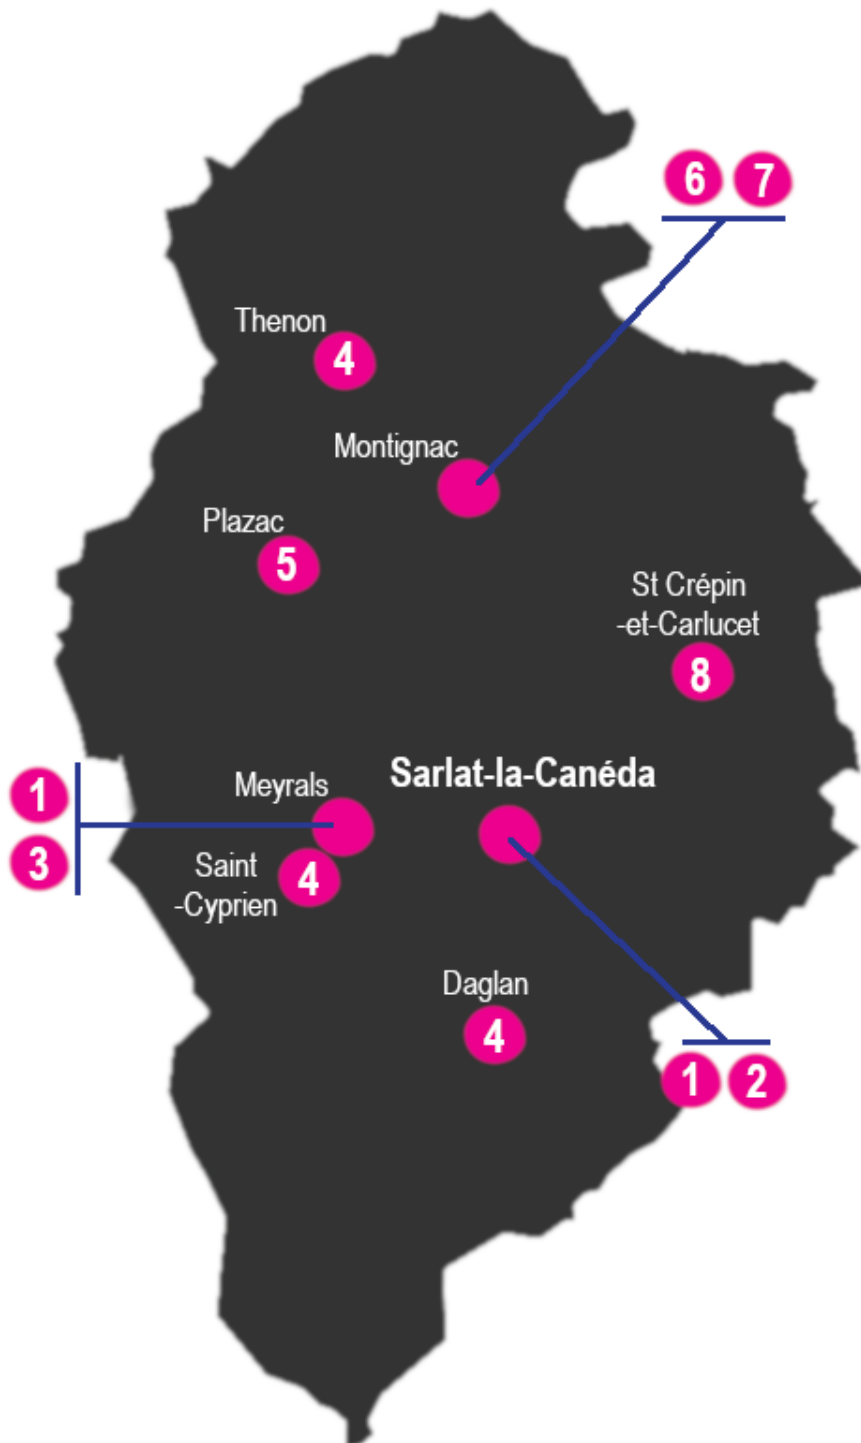 6 7
Thenon
4
Montignac
Plazac
5
St Crépin
-et-Carlucet
8
Sarlat-la-Canéda
Meyrals
1
3
Saint
-Cyprien
4
Daglan
4
1 2